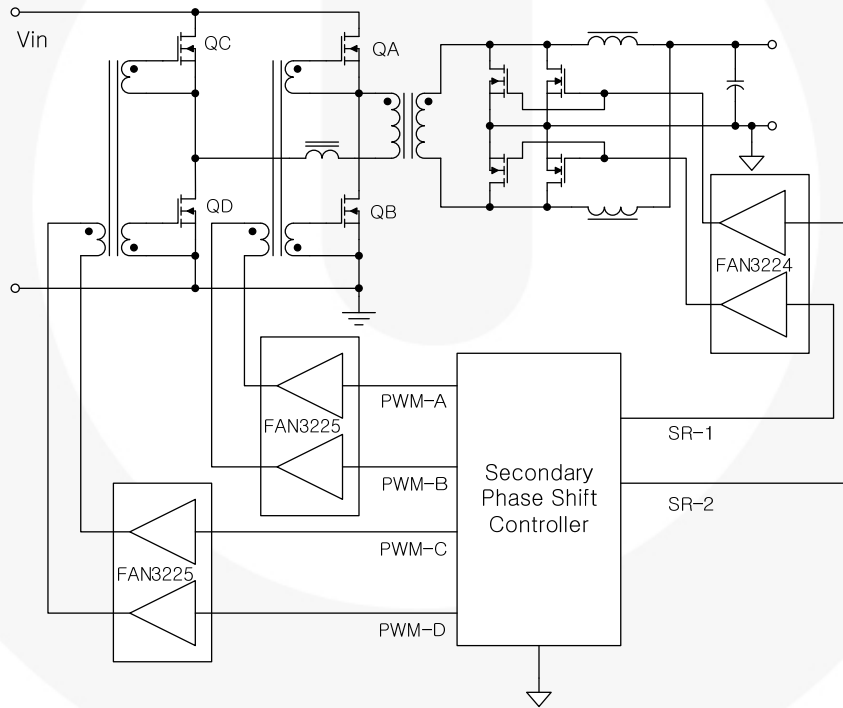 Vin
QC
QA
QD
QB
FAN3224
PWM-A
FAN3225
PWM-B
SR-1
Secondary
Phase Shift
Controller
SR-2
PWM-C
FAN3225
PWM-D